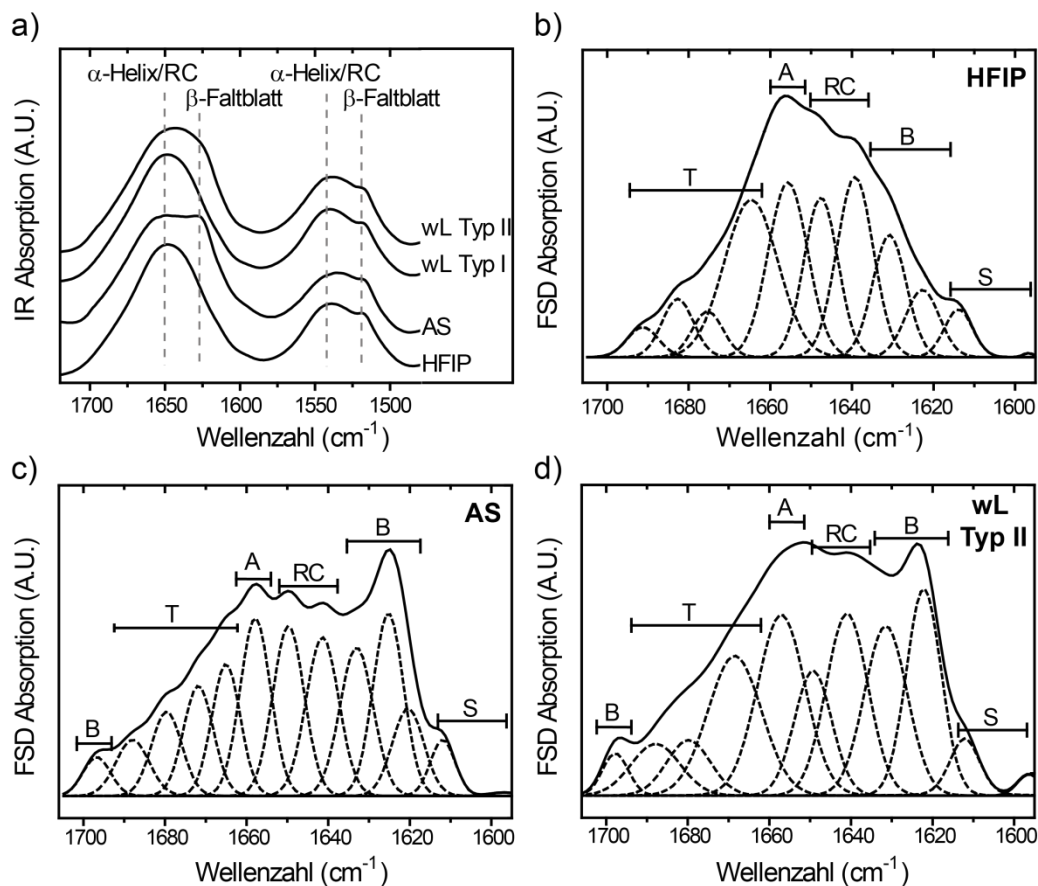 a)
α-Helix/RC
α-Helix/RC
β-Faltblatt
β-Faltblatt
IR Absorption (A.U.)
wL Typ II
wL Typ I
AS
HFIP
1700 1650 1600 1550 1500
Wellenzahl (cm⁻¹)
b)
HFIP
A
RC
B
T
S
FSD Absorption (A.U.)
1700 1680 1660 1640 1620 1600
Wellenzahl (cm⁻¹)
c)
AS
B
A
RC
T
B
S
FSD Absorption (A.U.)
1700 1680 1660 1640 1620 1600
Wellenzahl (cm⁻¹)
d)
wL
Typ II
A
RC
B
T
B
S
FSD Absorption (A.U.)
1700 1680 1660 1640 1620 1600
Wellenzahl (cm⁻¹)